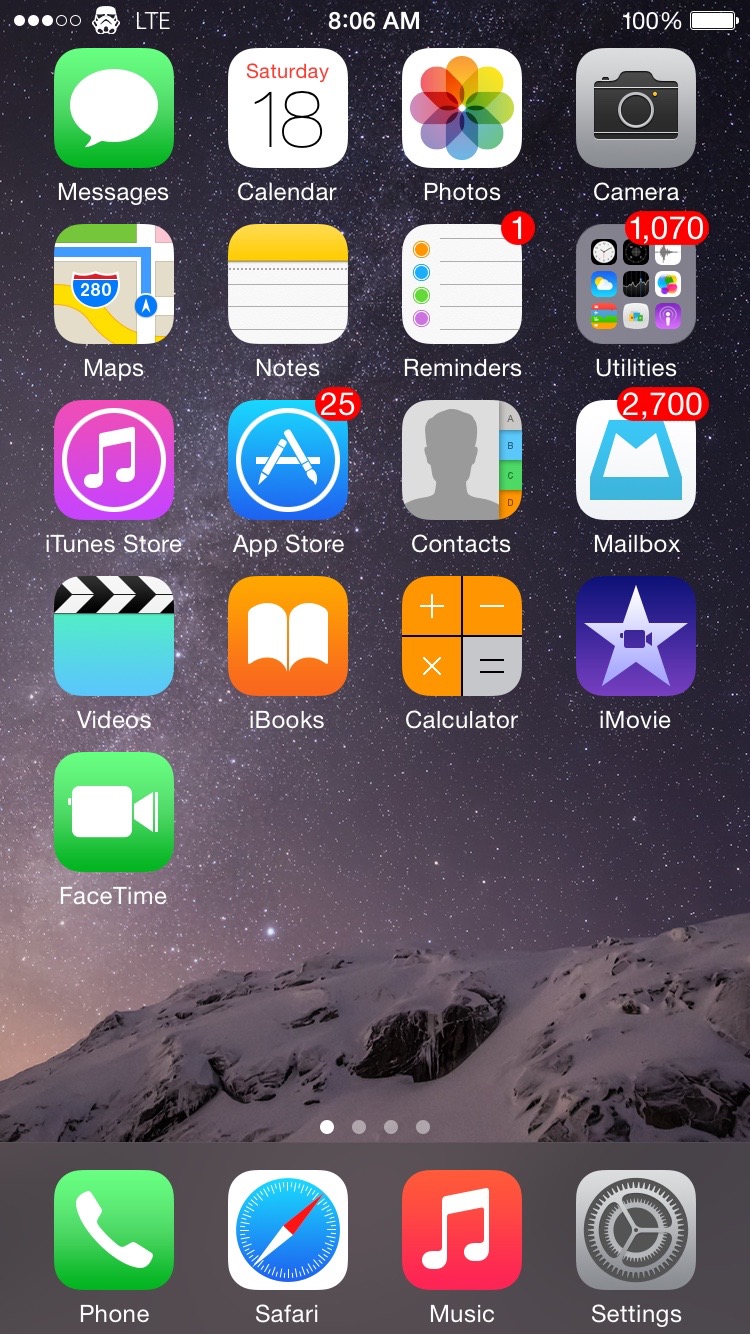 LTE 8:06 AM 100%
Saturday
18
Messages Calendar Photos Camera
1 1,070
280
Maps Notes Reminders Utilities
25 2,700
A
B
C
D
iTunes Store App Store Contacts Mailbox
Videos iBooks Calculator iMovie
FaceTime
Phone Safari Music Settings